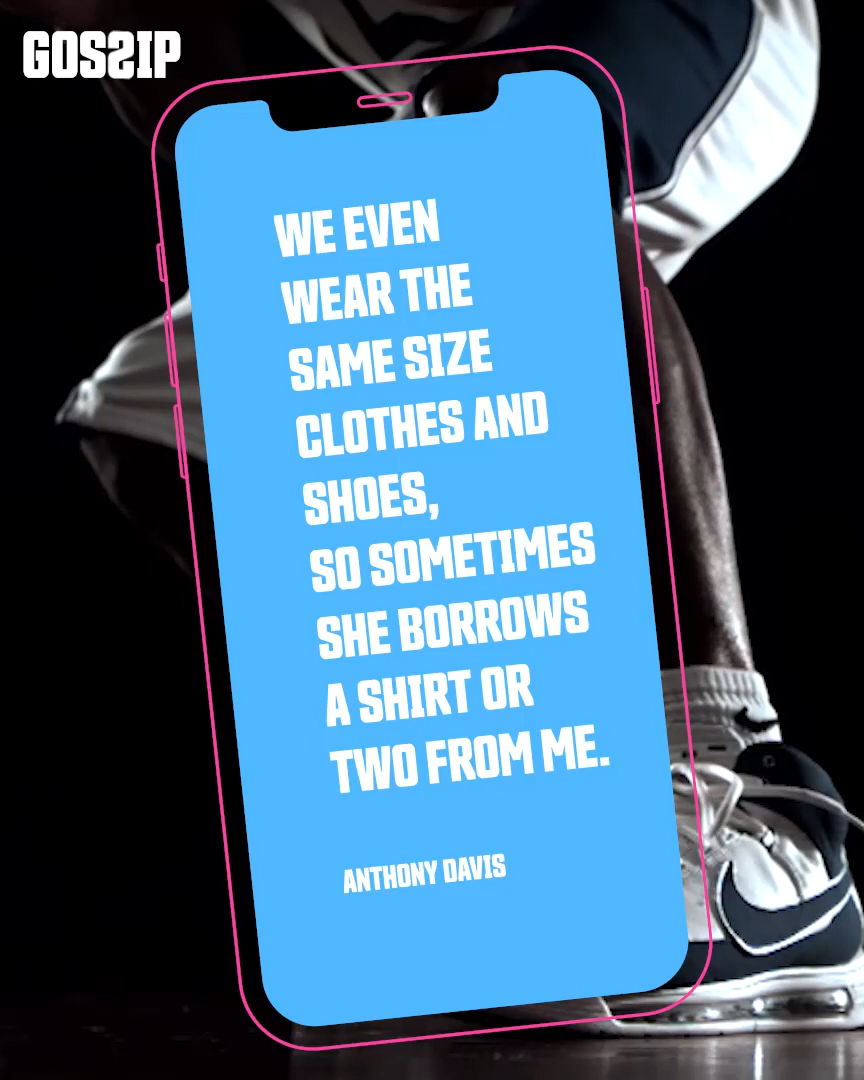 GOSSIP
WE EVEN
WEAR THE
SAME SIZE
CLOTHES AND
SHOES,
SO SOMETIMES
SHE BORROWS
A SHIRT OR
TWO FROM ME.
ANTHONY DAVIS